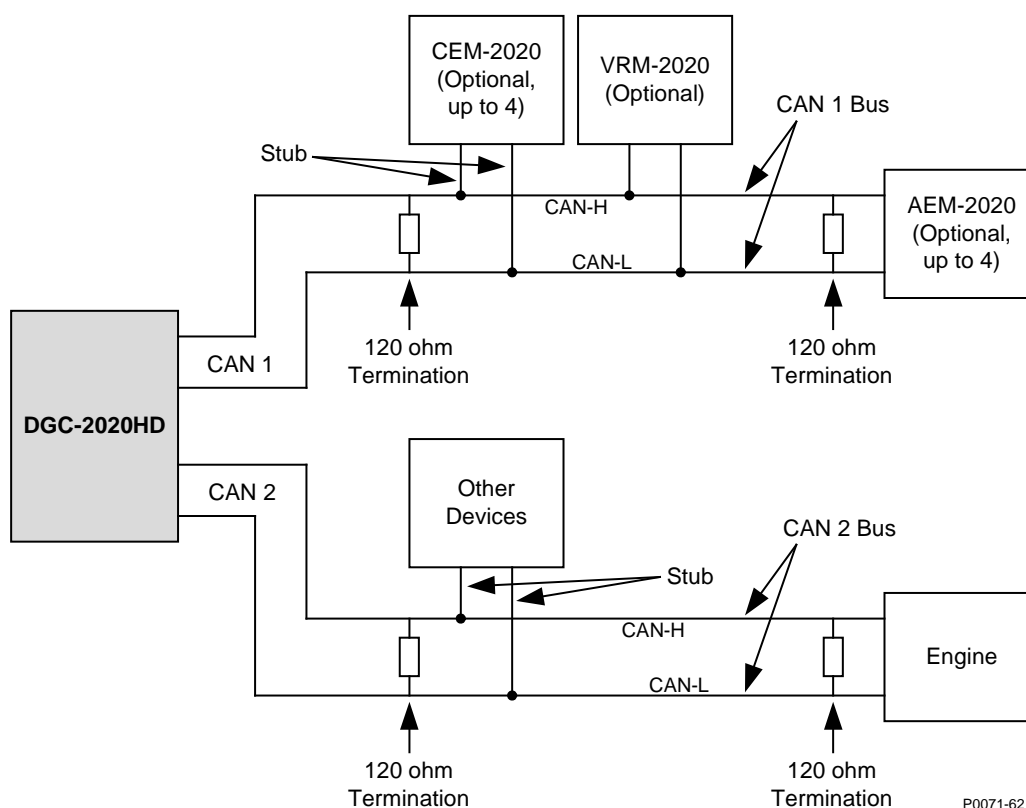 CEM-2020
(Optional,
up to 4)
VRM-2020
(Optional)
CAN 1 Bus
Stub
CAN-H
AEM-2020
(Optional,
up to 4)
CAN-L
120 ohm
Termination
120 ohm
Termination
CAN 1
DGC-2020HD
CAN 2
Other
Devices
CAN 2 Bus
Stub
CAN-H
Engine
CAN-L
120 ohm
Termination
120 ohm
Termination
P0071-62